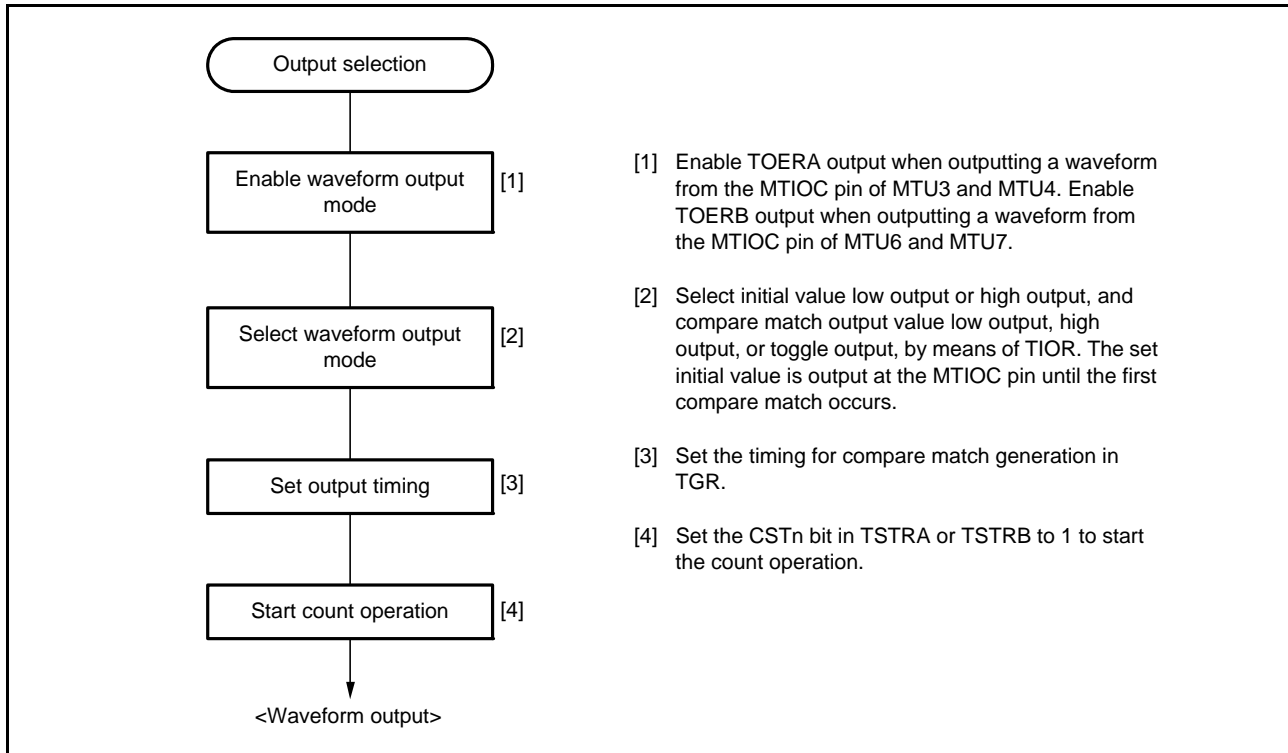 Output selection
Enable waveform output
mode
[1]
Select waveform output
mode
[2]
Set output timing
[3]
Start count operation
[4]
<Waveform output>
[1] Enable TOERA output when outputting a waveform
from the MTIOC pin of MTU3 and MTU4. Enable
TOERB output when outputting a waveform from
the MTIOC pin of MTU6 and MTU7.
[2] Select initial value low output or high output, and
compare match output value low output, high
output, or toggle output, by means of TIOR. The set
initial value is output at the MTIOC pin until the first
compare match occurs.
[3] Set the timing for compare match generation in
TGR.
[4] Set the CSTn bit in TSTRA or TSTRB to 1 to start
the count operation.